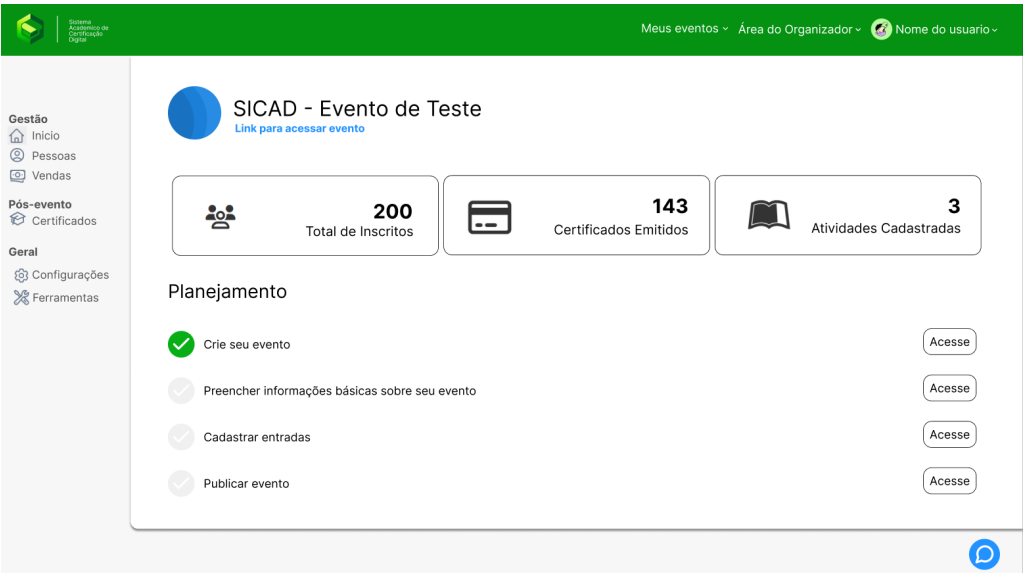 Sistema
Academico de
Certificação
Digital
Meus eventos
Área do Organizador
Nome do usuario
Gestão
Inicio
Pessoas
Vendas
Pós-evento
Certificados
Geral
Configurações
Ferramentas
SICAD - Evento de Teste
Link para acessar evento
200
Total de Inscritos
143
Certificados Emitidos
3
Atividades Cadastradas
Planejamento
Crie seu evento
Acesse
Preencher informações básicas sobre seu evento
Acesse
Cadastrar entradas
Acesse
Publicar evento
Acesse